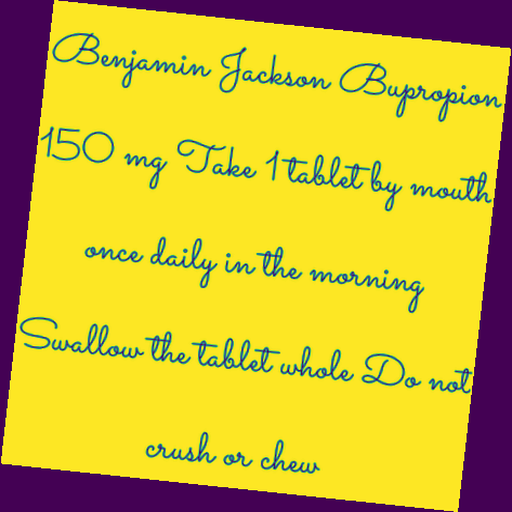 Benjamin Jackson Bupropion
150 mg Take 1 tablet by mouth
once daily in the morning
Swallow the tablet whole Do not
crush or chew